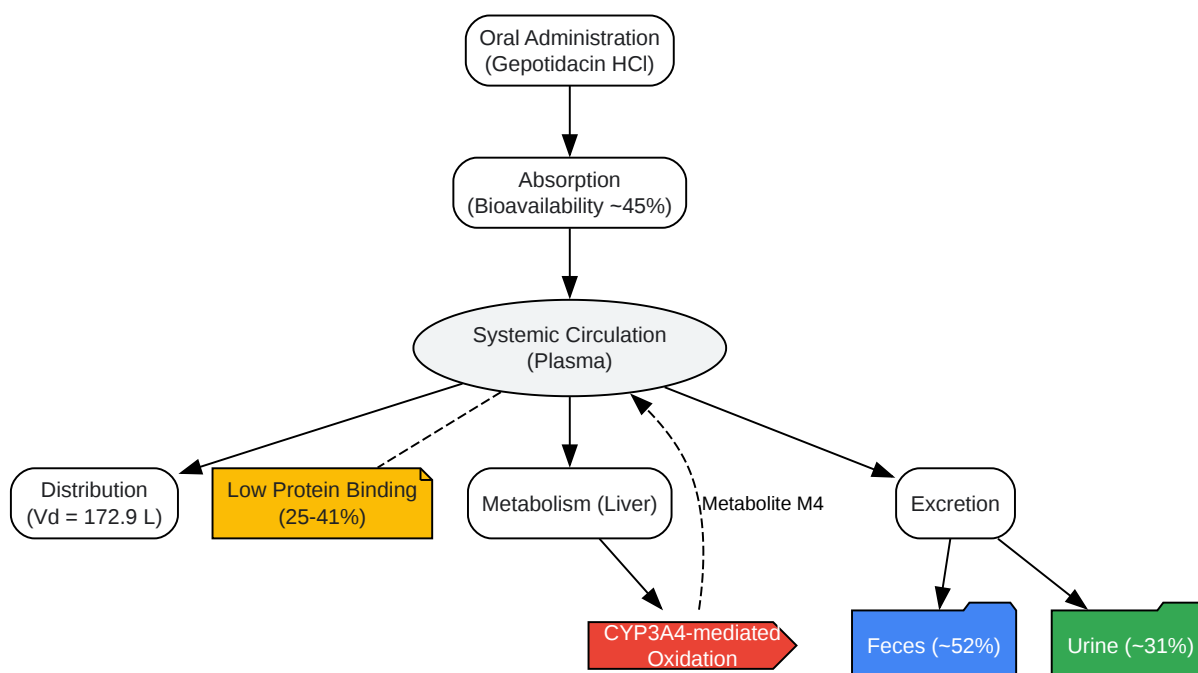 Oral Administration
(Gepotidacin HCl)
Absorption
(Bioavailability ~45%)
Systemic Circulation
(Plasma)
Distribution
(Vd = 172.9 L)
Low Protein Binding
(25-41%)
Metabolism (Liver)
Metabolite M4
Excretion
CYP3A4-mediated
Oxidation
Feces (~52%)
Urine (~31%)